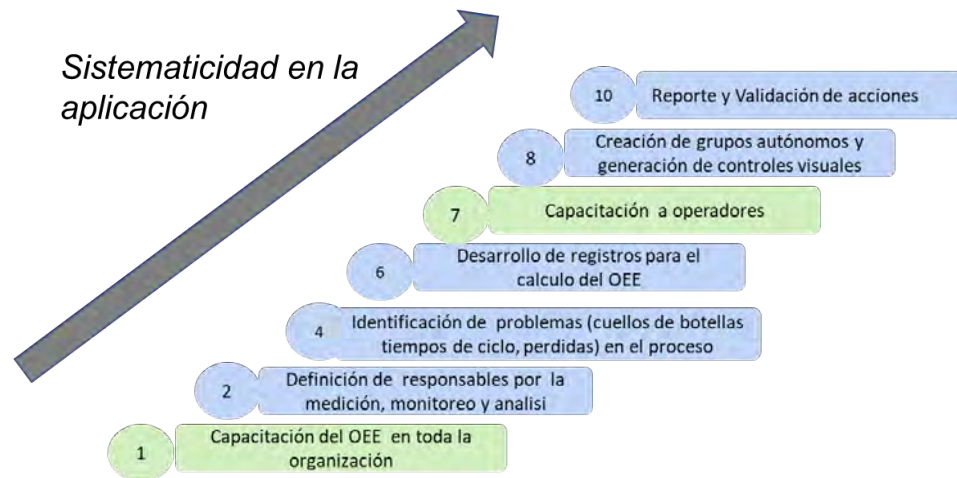 Sistematicidad en la
aplicación
10
Reporte y Validación de acciones
8
Creación de grupos autónomos y
generación de controles visuales
7
Capacitación a operadores
6
Desarrollo de registros para el
calculo del OEE
4
Identificación de problemas (cuellos de botellas
tiempos de ciclo, perdidas) en el proceso
2
Definición de responsables por la
medición, monitoreo y analisi
1
Capacitación del OEE en toda la
organización